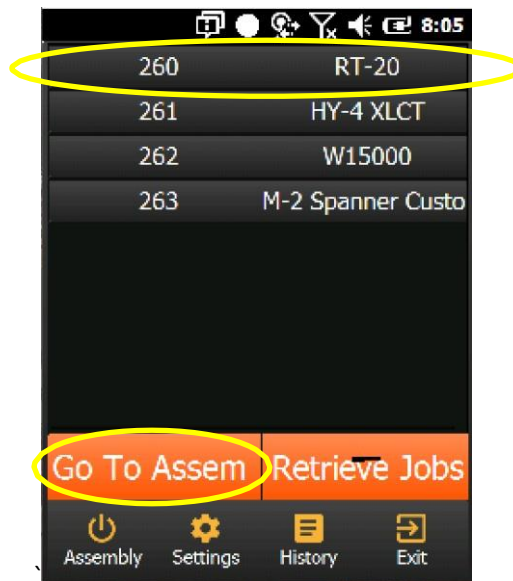 8:05
260 RT-20
261 HY-4 XLCT
262 W15000
263 M-2 Spanner Custo
Go To Assem Retrieve Jobs
Assembly Settings History Exit